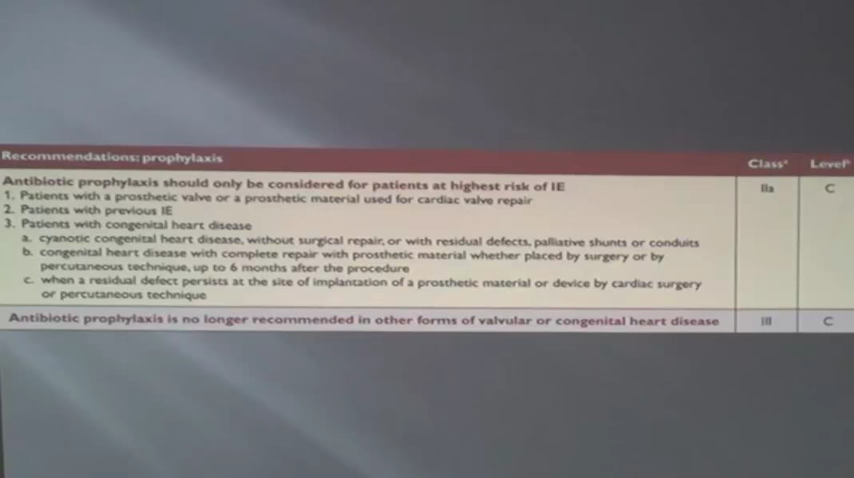 Recommendations: prophylaxis Classᵃ Levelᵇ
Antibiotic prophylaxis should only be considered for patients at highest risk of IE IIa C
1. Patients with a prosthetic valve or a prosthetic material used for cardiac valve repair
2. Patients with previous IE
3. Patients with congenital heart disease
a. cyanotic congenital heart disease, without surgical repair, or with residual defects, palliative shunts or conduits
b. congenital heart disease with complete repair with prosthetic material whether placed by surgery or by
percutaneous technique, up to 6 months after the procedure
c. when a residual defect persists at the site of implantation of a prosthetic material or device by cardiac surgery
or percutaneous technique
Antibiotic prophylaxis is no longer recommended in other forms of valvular or congenital heart disease III C